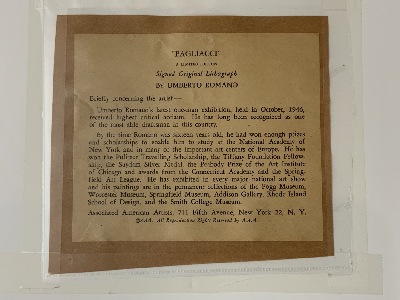 'PAGLIACCI'
A LIMITED EDITION
Signed Original Lithograph
BY UMBERTO ROMANO
Briefly concerning the artist—
Umberto Romano's latest one-man exhibition, held in October, 1946,
received highest critical acclaim. He has long been recognized as one
of the most able draftsman in this country.
By the time Romano was sixteen years old, he had won enough prizes
and scholarships to enable him to study at the National Academy of
New York and in many of the important art centers of Europe. He has
won the Pulitzer Travelling Scholarship, the Tiffany Foundation Fellow-
ship, the Suydam Silver Medal, the Peabody Prize of the Art Institute
of Chicago and awards from the Connecticut Academy and the Spring-
field Art League. He has exhibited in every major national art show
and his paintings are in the permanent collections of the Fogg Museum,
Worcester Museum, Springfield Museum, Addison Gallery, Rhode Island
School of Design, and the Smith College Museum.
Associated American Artists, 711 Fifth Avenue, New York 22, N. Y.
©A.A.A. All Reproduction Rights Reserved by A.A.A.